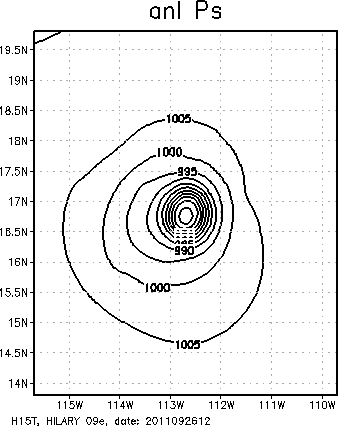 anl Ps
19.5N
19N
18.5N
1005
18N
1000
17.5N
995
17N
16.5N
990
16N
15.5N
1000
15N
1005
14.5N
14N
115W 114W 113W 112W 111W 110W
H15T, HILARY 09e, date: 2011092612